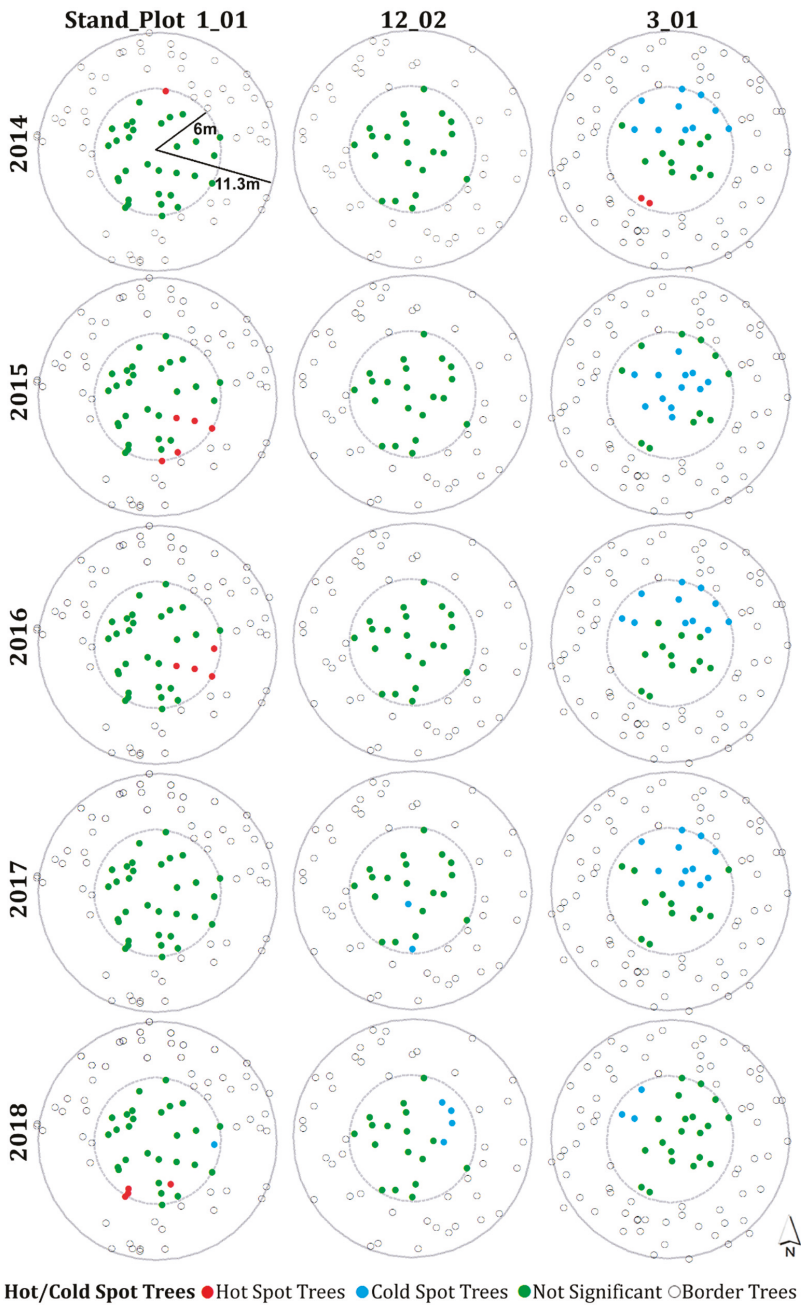 Stand_Plot 1_01 12_02 3_01
2014
6m
11.3m
2015
2016
2017
2018
N
Hot/Cold Spot Trees Hot Spot Trees Cold Spot Trees Not Significant Border Trees